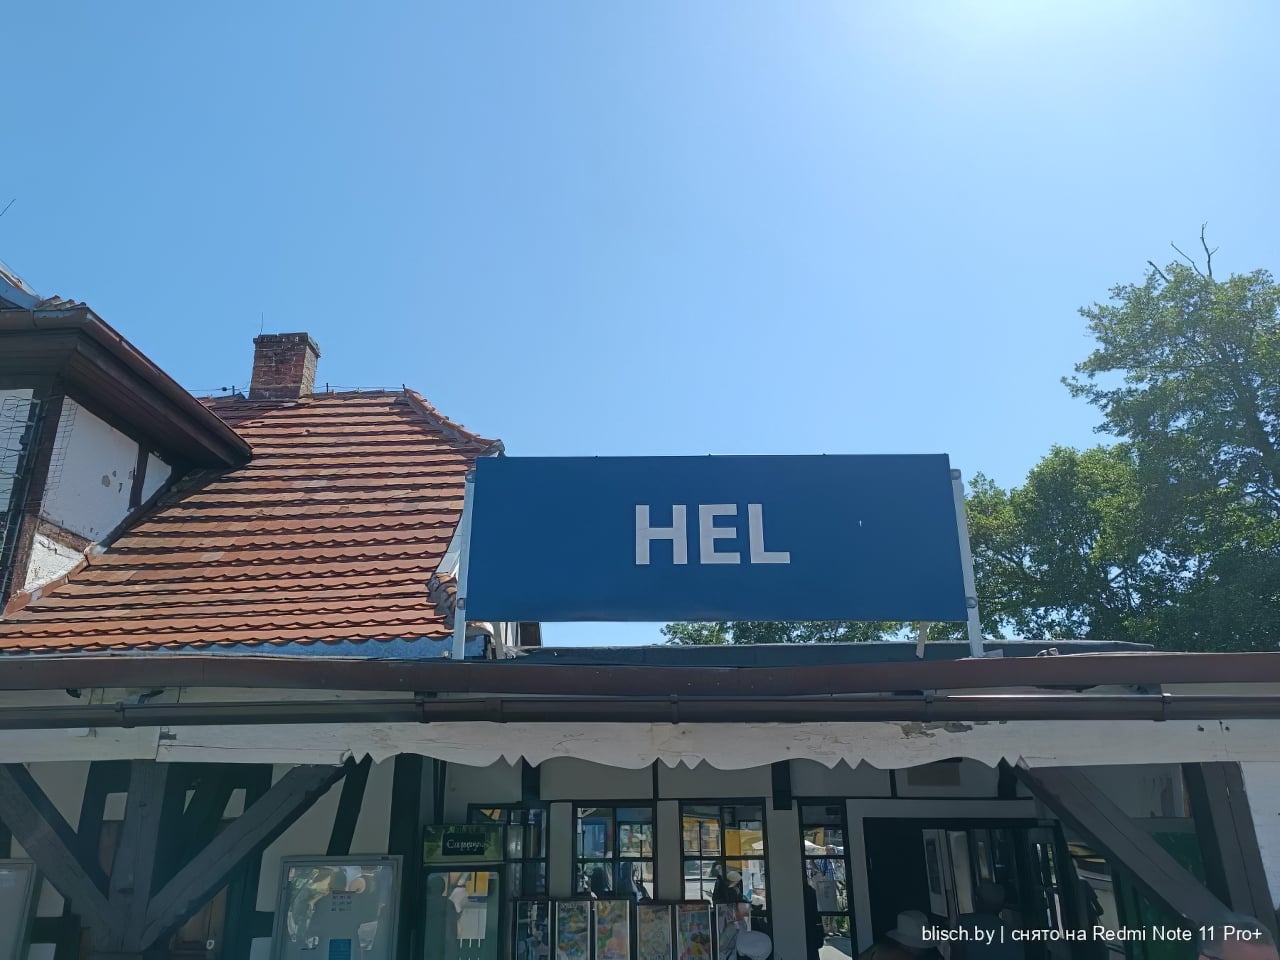 HEL
blisch.by | снято на Redmi Note 11 Pro+